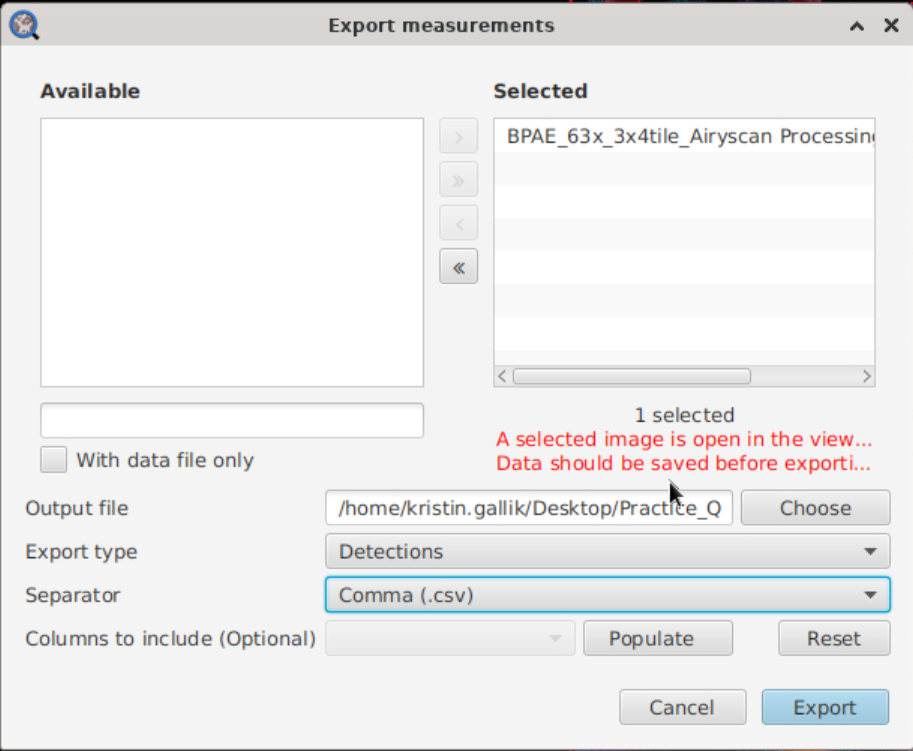 Export measurements
Available
Selected
BPAE_63x_3x4tile_Airyscan Processing
1 selected
A selected image is open in the view...
Data should be saved before exporti...
With data file only
Output file
/home/kristin.gallik/Desktop/Practice_Q
Choose
Export type
Detections
Separator
Comma (.csv)
Columns to include (Optional)
Populate
Reset
Cancel
Export